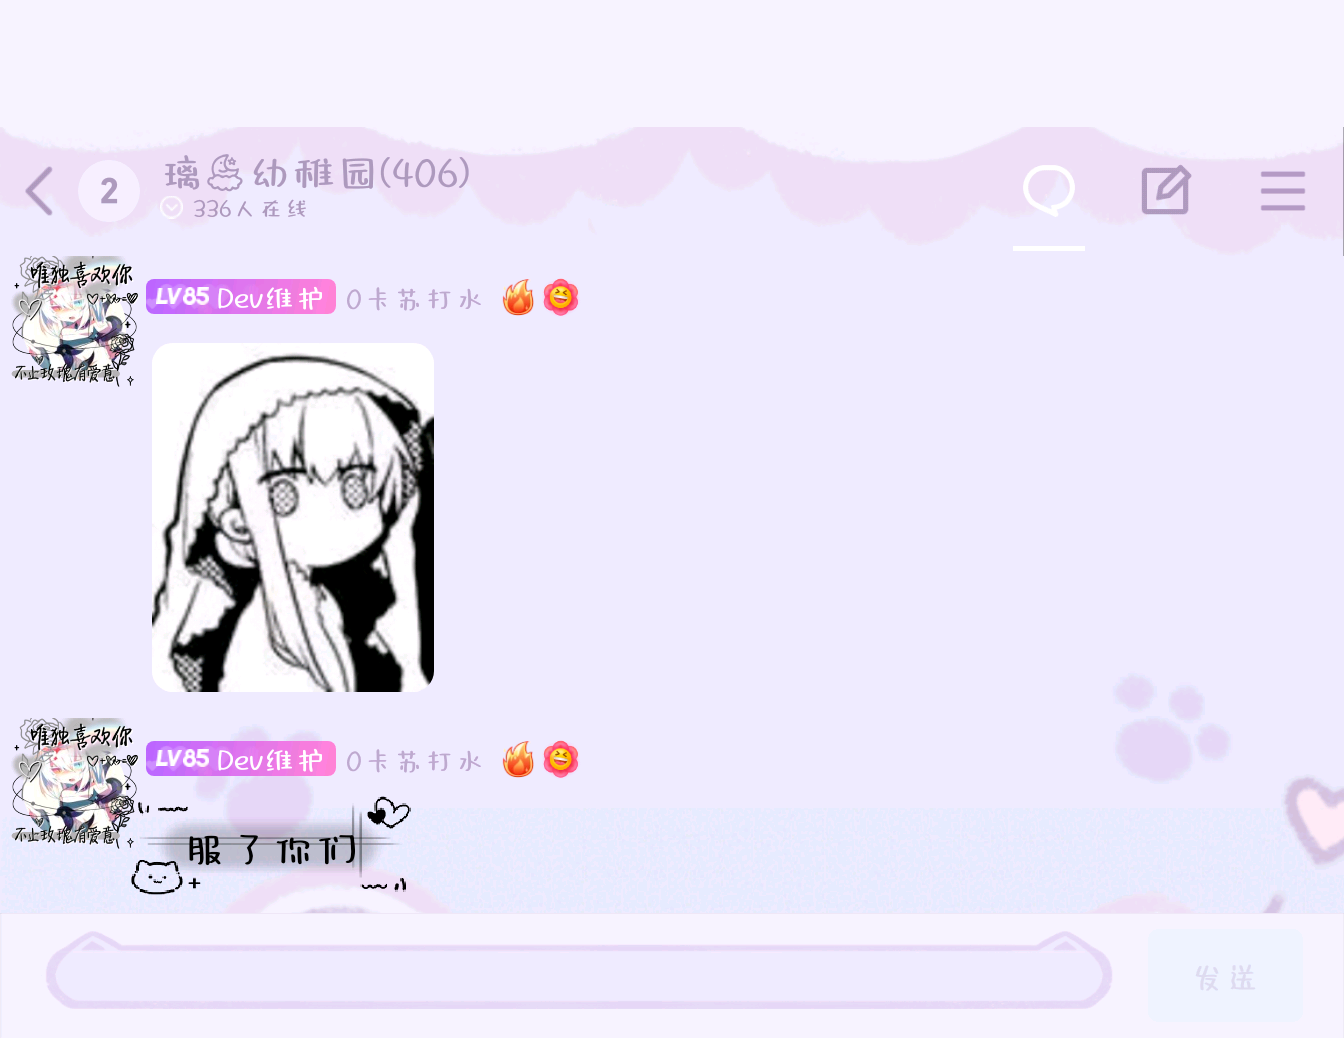 2
璃幼稚园(406)
336人在线
唯独喜欢你
不止玫瑰有爱意
LV85 Dev维护 0卡苏打水
唯独喜欢你
不止玫瑰有爱意
LV85 Dev维护 0卡苏打水
服了你们
发送